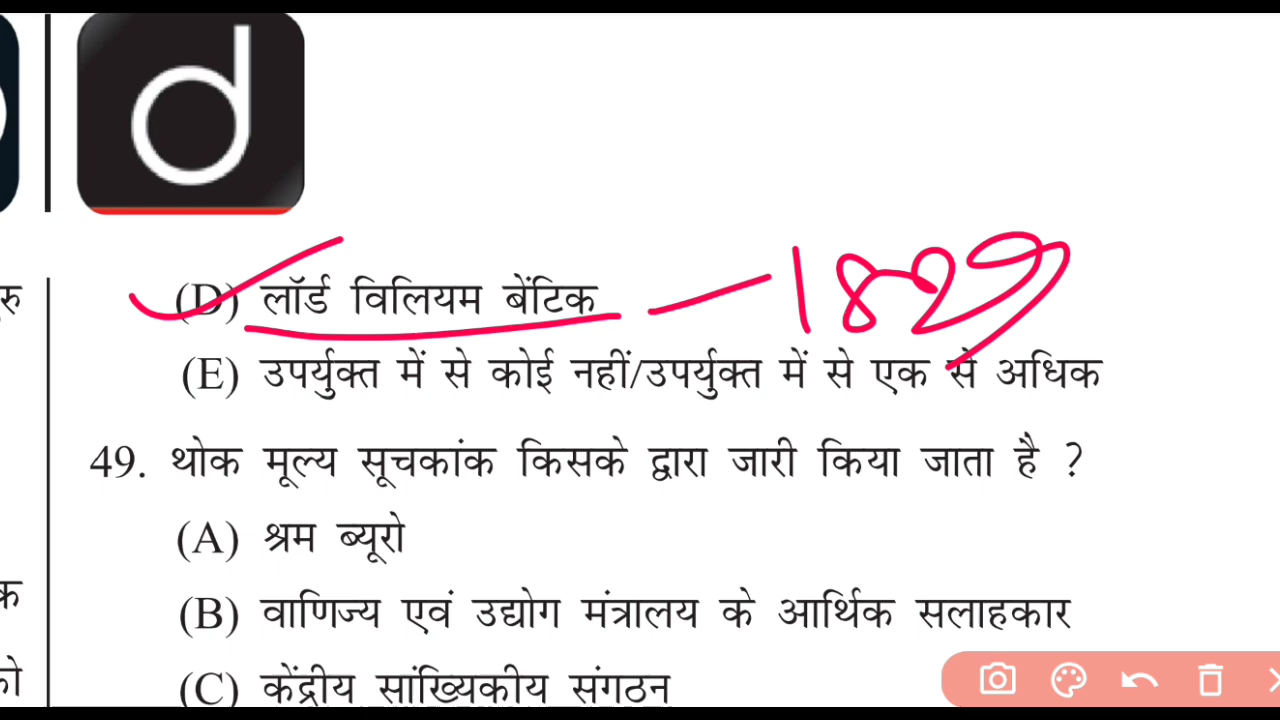 d
रु
(D) लॉर्ड विलियम बेंटिक
1829
(E) उपर्युक्त में से कोई नहीं/उपर्युक्त में से एक से अधिक
49. थोक मूल्य सूचकांक किसके द्वारा जारी किया जाता है ?
(A) श्रम ब्यूरो
क
(B) वाणिज्य एवं उद्योग मंत्रालय के आर्थिक सलाहकार
को
(C) केंद्रीय सांख्यिकीय संगठन